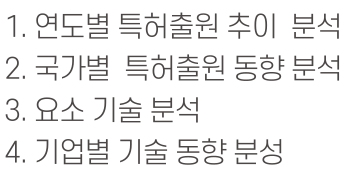 1. 연도별 특허출원 추이 분석
2. 국가별 특허출원 동향 분석
3. 요소 기술 분석
4. 기업별 기술 동향 분성